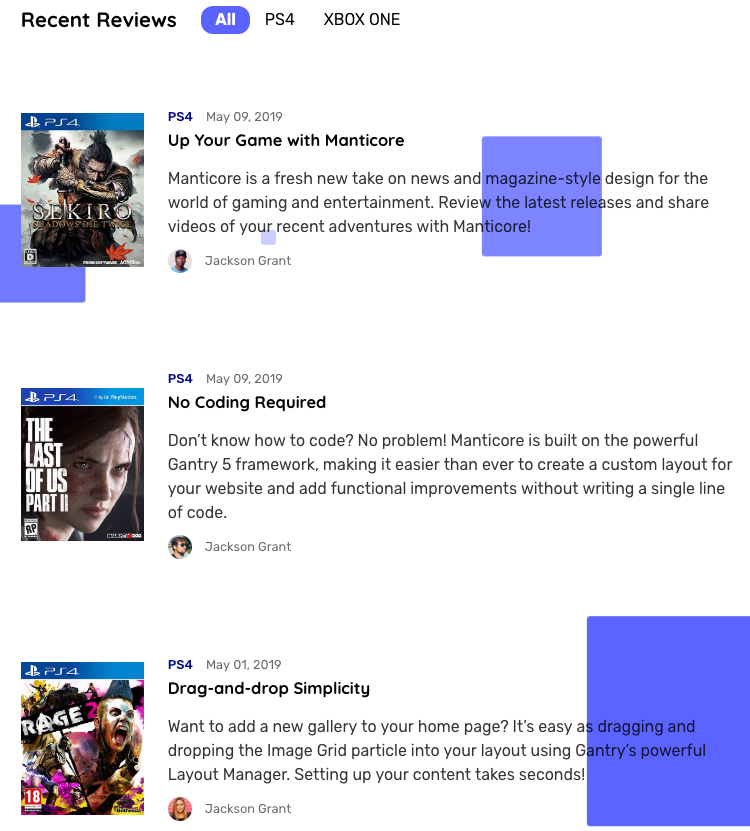 Recent Reviews All PS4 XBOX ONE
PS4
SEKIRO
SHADOWS DIE TWICE
D
FROMSOFTWARE ACTIVISION
PS4 May 09, 2019
Up Your Game with Manticore
Manticore is a fresh new take on news and magazine-style design for the
world of gaming and entertainment. Review the latest releases and share
videos of your recent adventures with Manticore!
Jackson Grant
PS4 Only On PlayStation.
THE
LAST
OF US
PART II
RP
PS4 May 09, 2019
No Coding Required
Don’t know how to code? No problem! Manticore is built on the powerful
Gantry 5 framework, making it easier than ever to create a custom layout for
your website and add functional improvements without writing a single line
of code.
Jackson Grant
PS4
RAGE 2
18
Bethesda
PS4 May 01, 2019
Drag-and-drop Simplicity
Want to add a new gallery to your home page? It’s easy as dragging and
dropping the Image Grid particle into your layout using Gantry’s powerful
Layout Manager. Setting up your content takes seconds!
Jackson Grant